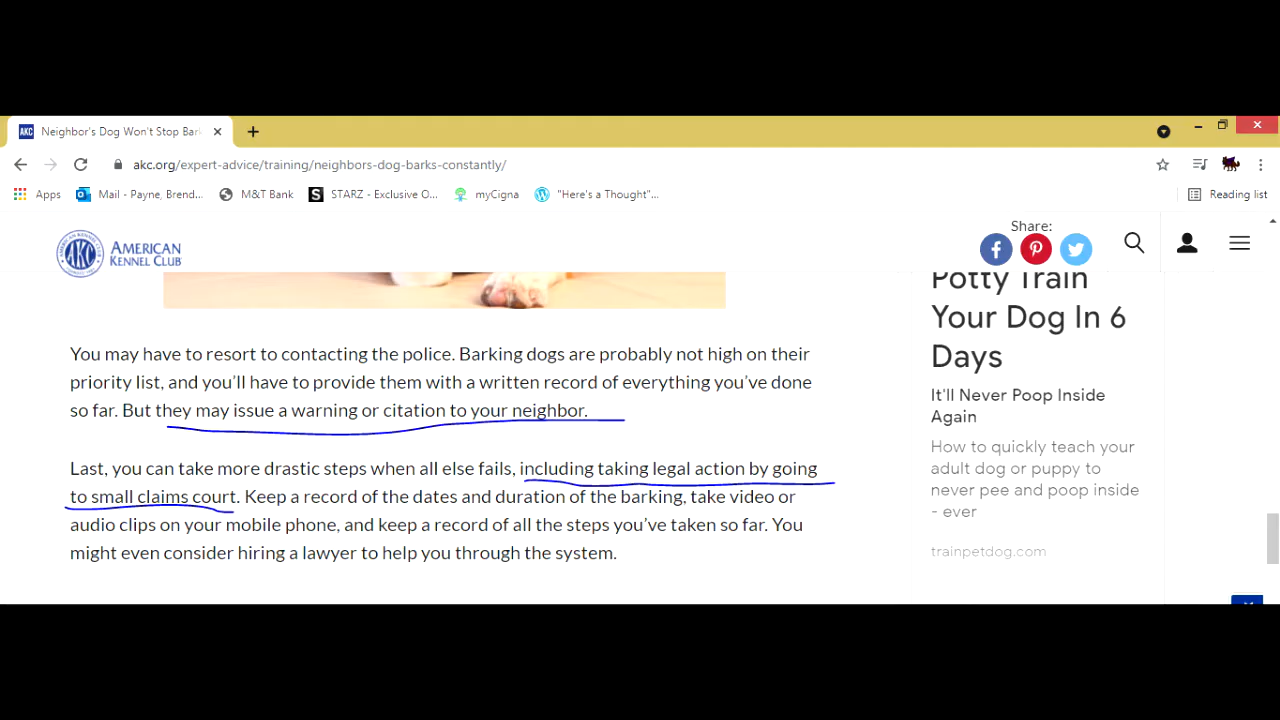 Neighbor's Dog Won't Stop Bar
akc.org/expert-advice/training/neighbors-dog-barks-constantly/
Apps Mail - Payne, Brend... M&T Bank STARZ - Exclusive O... myCigna "Here's a Thought"... Reading list
AKC AMERICAN
KENNEL CLUB
Share:
You may have to resort to contacting the police. Barking dogs are probably not high on their
priority list, and you'll have to provide them with a written record of everything you've done
so far. But they may issue a warning or citation to your neighbor.
Last, you can take more drastic steps when all else fails, including taking legal action by going
to small claims court. Keep a record of the dates and duration of the barking, take video or
audio clips on your mobile phone, and keep a record of all the steps you've taken so far. You
might even consider hiring a lawyer to help you through the system.
Potty Train
Your Dog In 6
Days
It'll Never Poop Inside
Again
How to quickly teach your
adult dog or puppy to
never pee and poop inside
- ever
trainpetdog.com